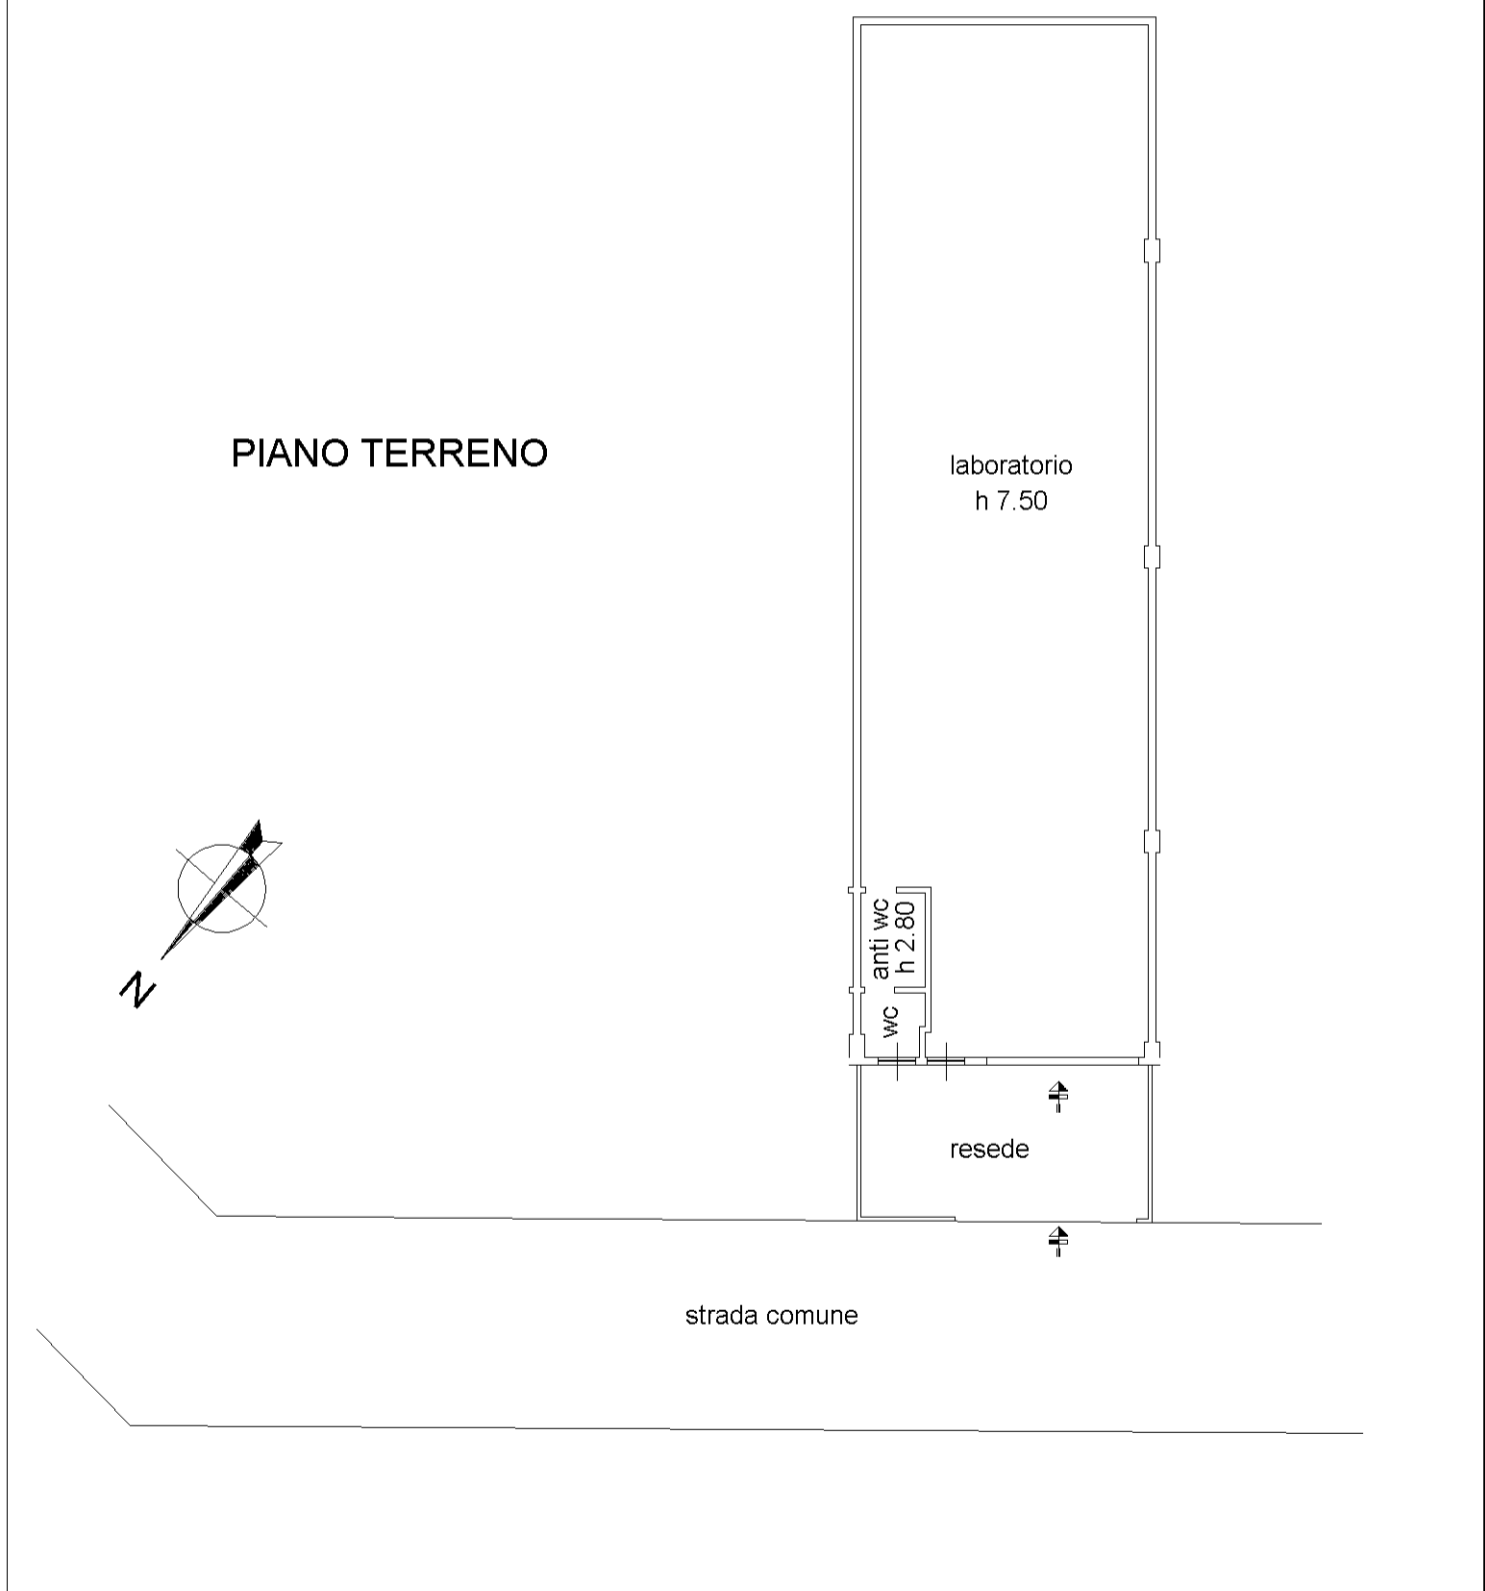 PIANO TERRENO
laboratorio
h 7.50
anti wc
h 2.80
wc
N
resede
strada comune